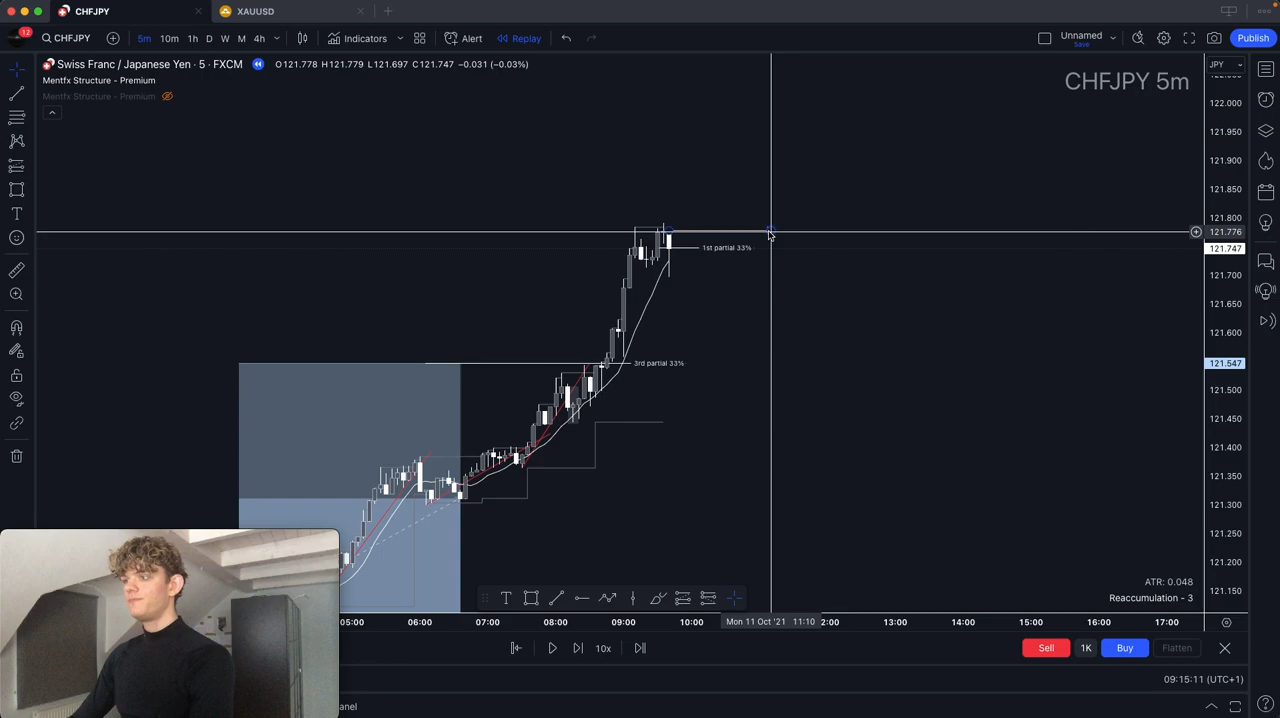 CHFJPY
XAUUSD
12
CHFJPY
5m 10m 1h D W M 4h
Indicators
Alert
Replay
Unnamed
Save
Publish
Swiss Franc / Japanese Yen · 5 · FXCM
O121.778 H121.779 L121.697 C121.747 −0.031 (−0.03%)
JPY
Mentfx Structure - Premium
Mentfx Structure - Premium
CHFJPY 5m
122.000
121.950
121.900
121.850
121.800
121.776
121.747
121.700
121.650
121.600
121.547
121.500
121.450
121.400
121.350
121.300
121.250
121.200
121.150
1st partial 33%
3rd partial 33%
ATR: 0.048
Reaccumulation - 3
05:00 06:00 07:00 08:00 09:00 10:00 Mon 11 Oct '21 11:10 2:00 13:00 14:00 15:00 16:00 17:00
10x
Sell 1K Buy Flatten
09:15:11 (UTC+1)
anel